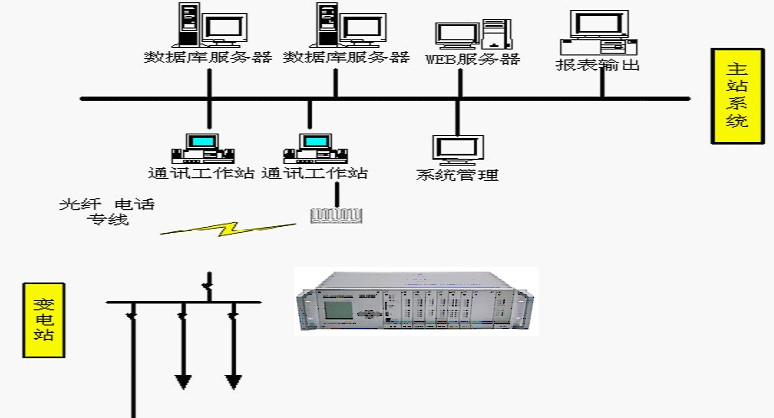 数据库服务器
数据库服务器
WEB服务器
报表输出
主站系统
通讯工作站
通讯工作站
系统管理
光纤 电话
专线
变电站